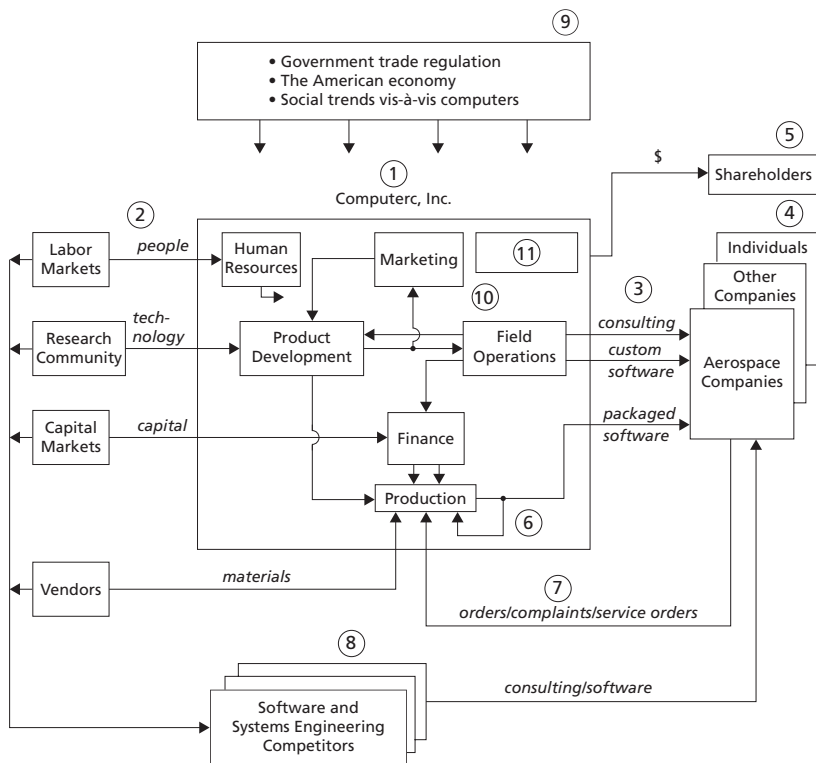 9
• Government trade regulation
• The American economy
• Social trends vis-à-vis computers
5
$
Shareholders
1
Computerc, Inc.
2
4
Labor
Markets
people
Human
Resources
Marketing
11
Individuals
Other
Companies
10
3
Research
Community
tech-
nology
Product
Development
Field
Operations
consulting
custom
software
Aerospace
Companies
Capital
Markets
capital
Finance
packaged
software
Production
6
Vendors
materials
7
orders/complaints/service orders
8
consulting/software
Software and
Systems Engineering
Competitors